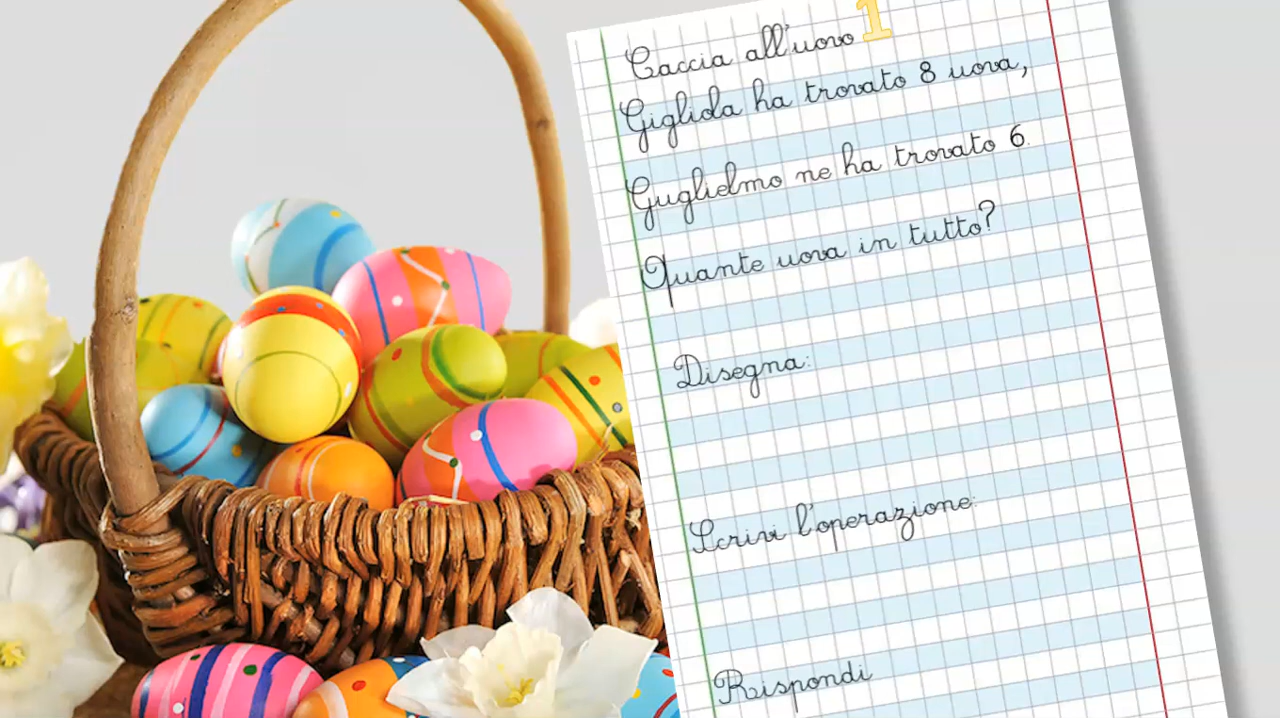 Caccia all'uovo 1
Gigliola ha trovato 8 uova,
Guglielmo ne ha trovato 6.
Quante uova in tutto?
Disegna:
Scrivi l'operazione:
Rispondi